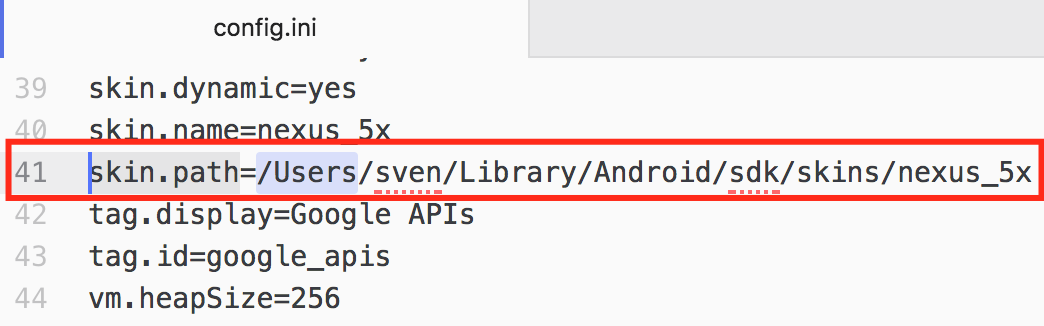 config.ini
39 skin.dynamic=yes
40 skin.name=nexus_5x
41 skin.path=/Users/sven/Library/Android/sdk/skins/nexus_5x
42 tag.display=Google APIs
43 tag.id=google_apis
44 vm.heapSize=256